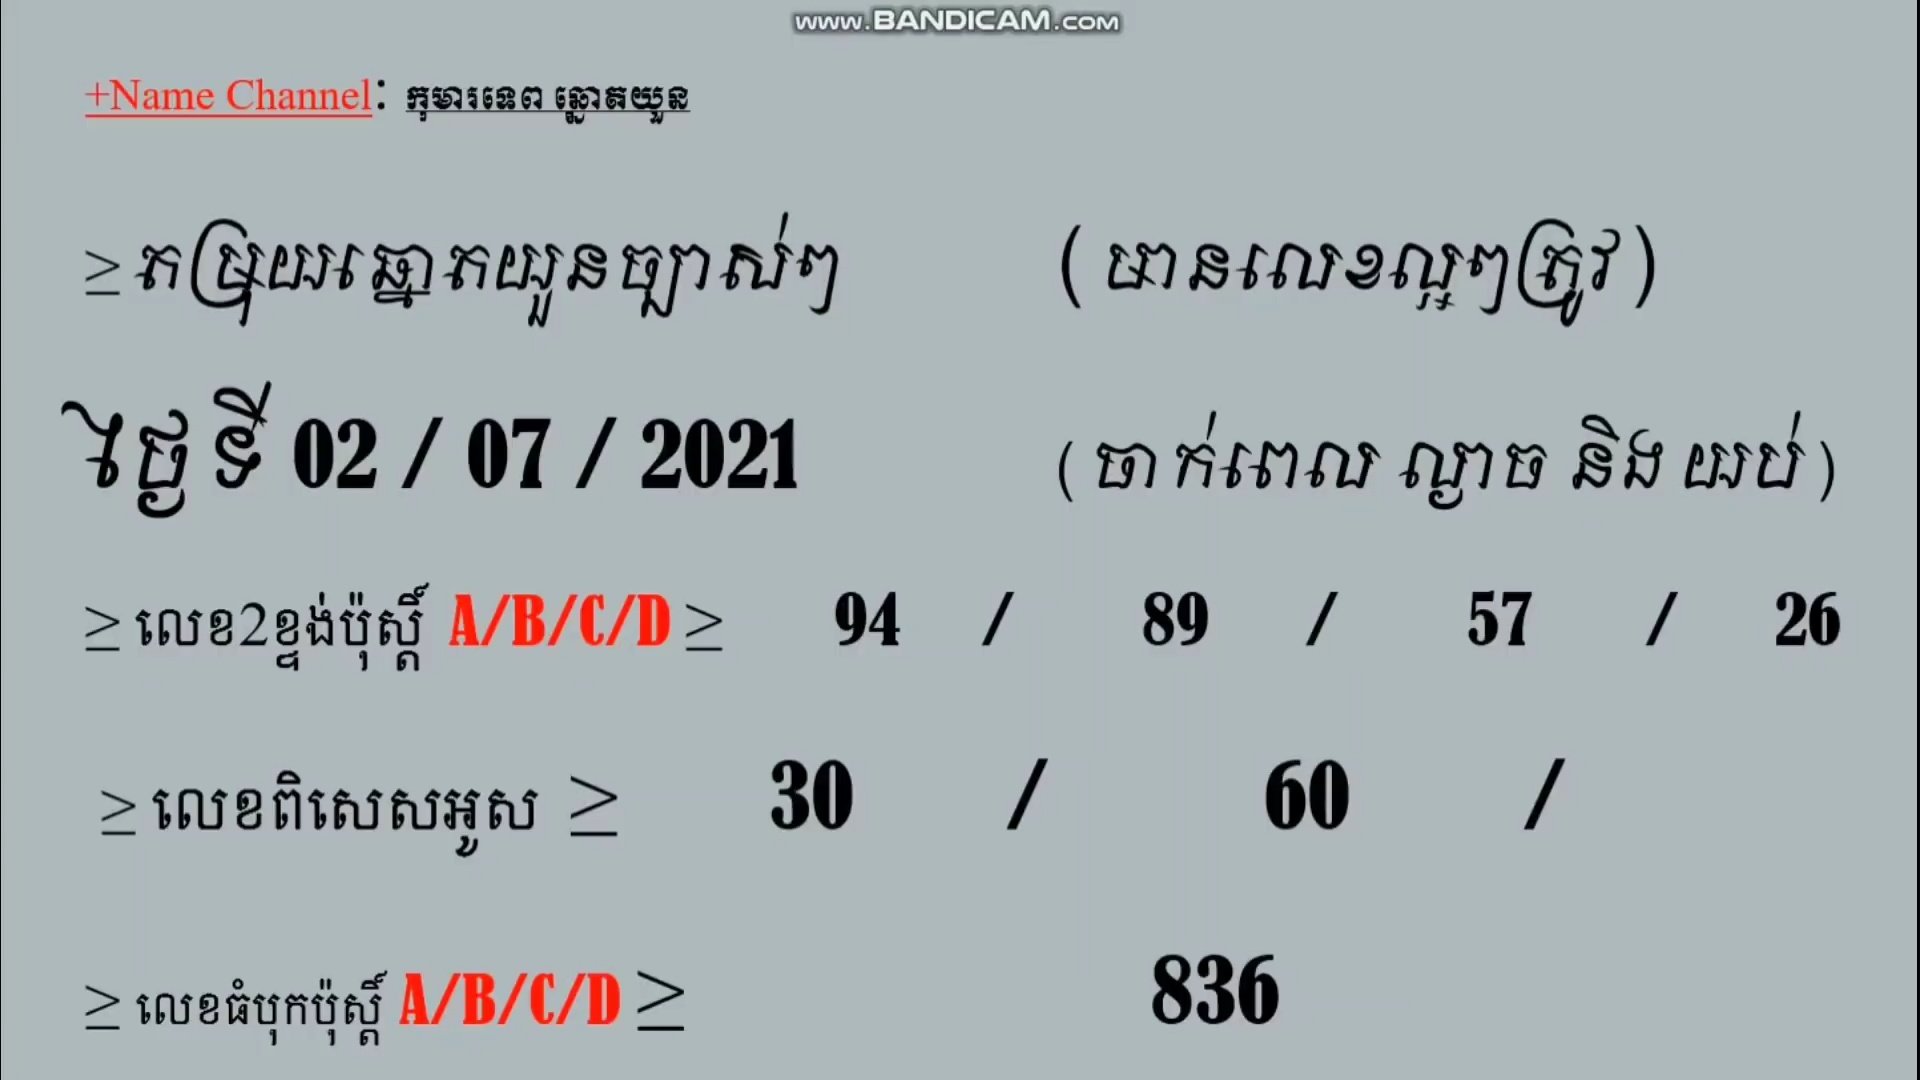 www.BANDICAM.com
+Name Channel: កុមារទេព ឆ្នោតយួន
≥ តម្រុយឆ្នោតយួនច្បាស់ៗ (មានលេខល្អៗត្រូវ)
ថ្ងៃទី 02 / 07 / 2021 (ចាក់ពេល ល្ងាច និង យប់)
≥ លេខ2ខ្ទង់ប៉ុស្តិ៍ A/B/C/D ≥ 94 / 89 / 57 / 26
≥ លេខពិសេសអូស ≥ 30 / 60 /
≥ លេខធំបុកប៉ុស្តិ៍ A/B/C/D ≥ 836